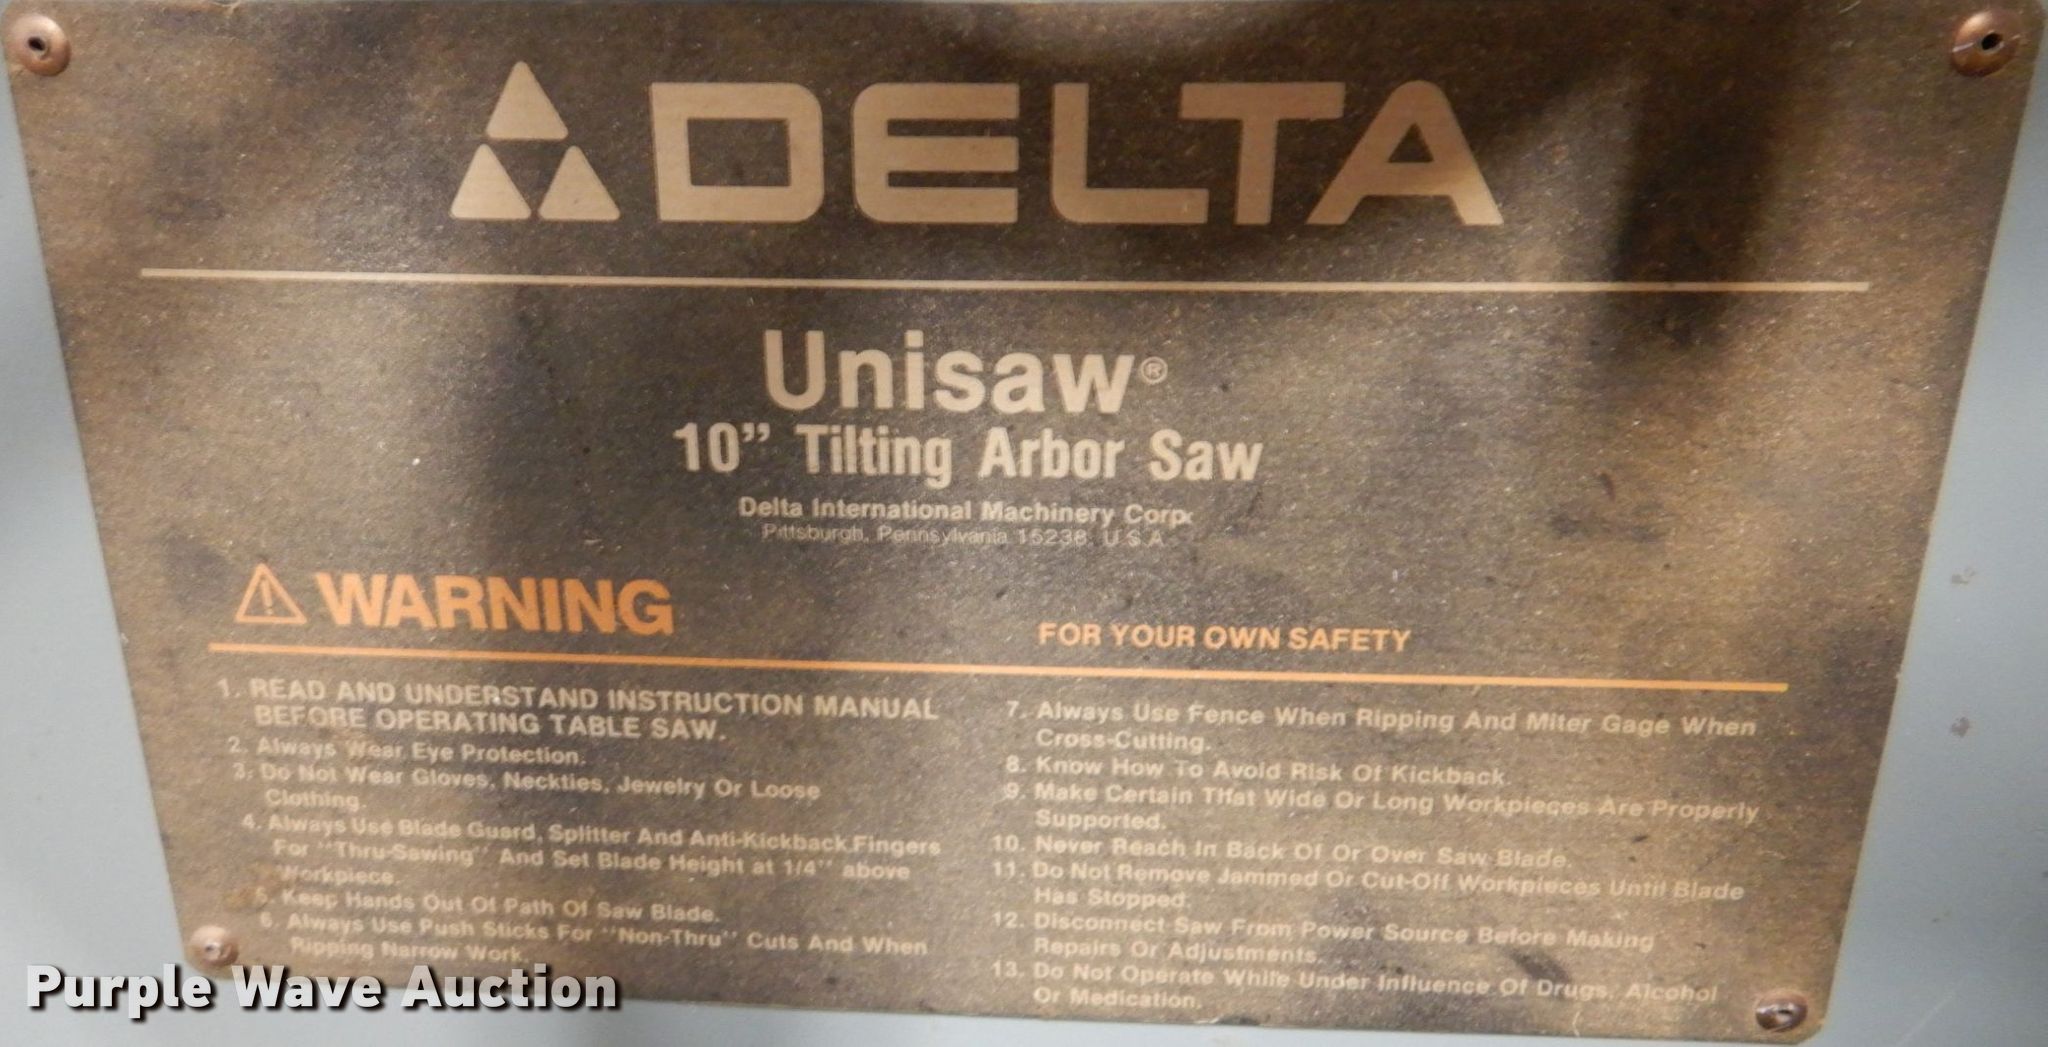 DELTA
Unisaw®
10” Tilting Arbor Saw
Delta International Machinery Corp.
Pittsburgh, Pennsylvania 15238, U.S.A.
WARNING
FOR YOUR OWN SAFETY
1. READ AND UNDERSTAND INSTRUCTION MANUAL
BEFORE OPERATING TABLE SAW.
2. Always Wear Eye Protection.
3. Do Not Wear Gloves, Neckties, Jewelry Or Loose
Clothing.
4. Always Use Blade Guard, Splitter And Anti-Kickback Fingers
For "Thru-Sawing" And Set Blade Height at 1/4" above
Workpiece.
5. Keep Hands Out Of Path Of Saw Blade.
6. Always Use Push Sticks For "Non-Thru" Cuts And When
Ripping Narrow Work.
7. Always Use Fence When Ripping And Miter Gage When
Cross-Cutting.
8. Know How To Avoid Risk Of Kickback.
9. Make Certain That Wide Or Long Workpieces Are Properly
Supported.
10. Never Reach In Back Of Or Over Saw Blade.
11. Do Not Remove Jammed Or Cut-Off Workpieces Until Blade
Has Stopped.
12. Disconnect Saw From Power Source Before Making
Repairs Or Adjustments.
13. Do Not Operate While Under Influence Of Drugs, Alcohol
Or Medication.
Purple Wave Auction